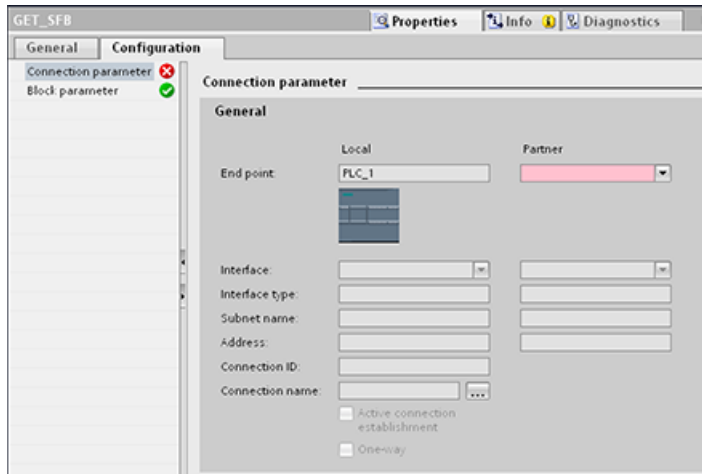 GET_SFB
Properties
Info
Diagnostics
General
Configuration
Connection parameter
Block parameter
Connection parameter
General
Local Partner
End point: PLC_1
Interface:
Interface type:
Subnet name:
Address:
Connection ID:
Connection name: ...
Active connection
establishment
One-way